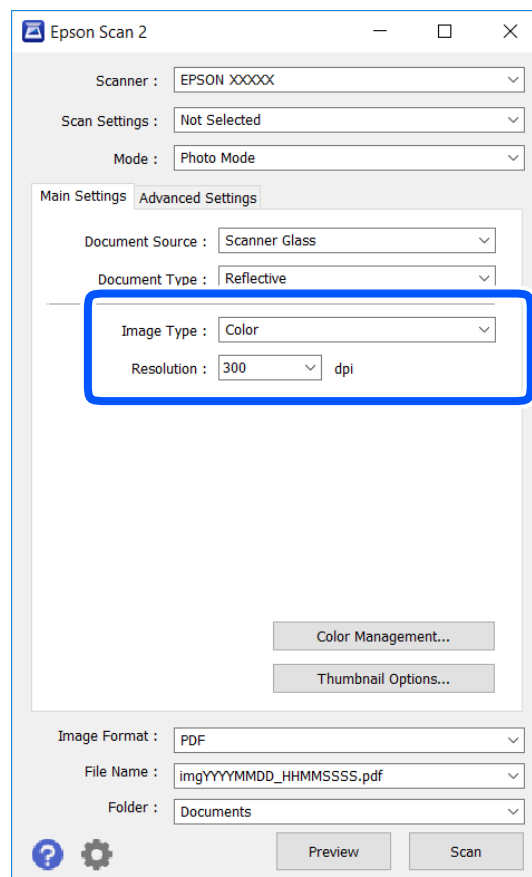 Epson Scan 2
Scanner : EPSON XXXXX
Scan Settings : Not Selected
Mode : Photo Mode
Main Settings Advanced Settings
Document Source : Scanner Glass
Document Type : Reflective
Image Type : Color
Resolution : 300 dpi
Color Management...
Thumbnail Options...
Image Format : PDF
File Name : imgYYYYMMDD_HHMMSSSS.pdf
Folder : Documents
? Preview Scan